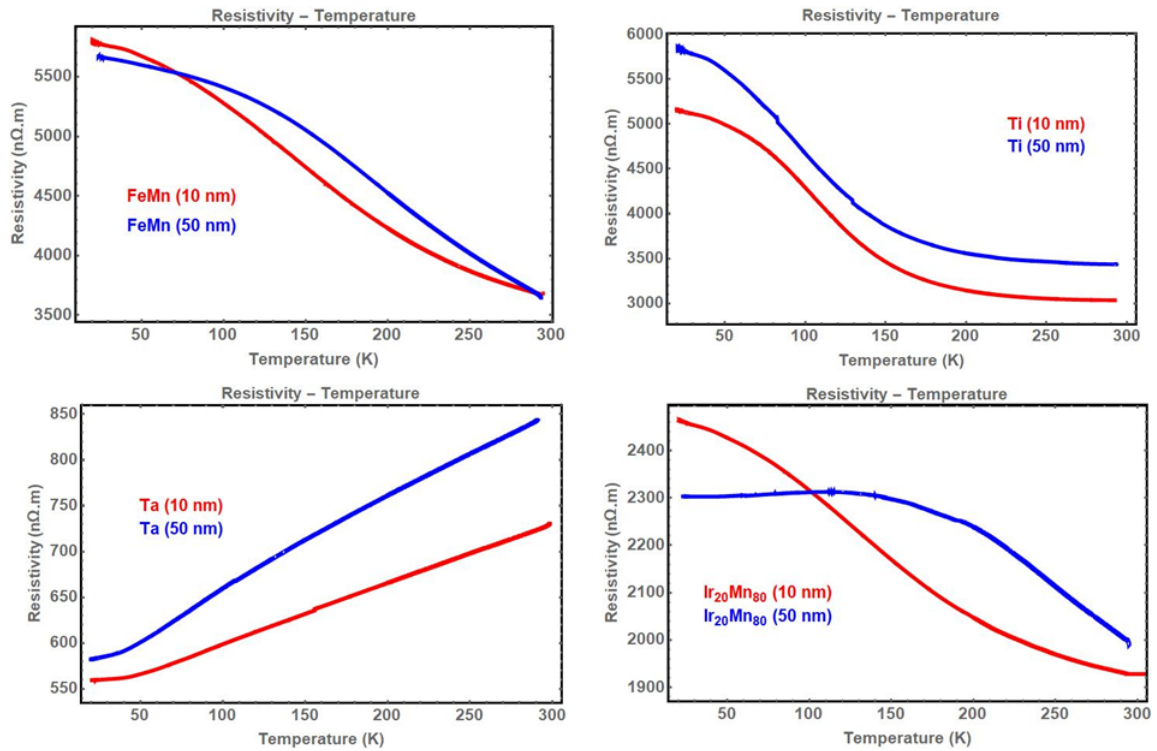 Resistivity – Temperature
Resistivity (nΩ.m)
5500
5000
4500
4000
3500
FeMn (10 nm)
FeMn (50 nm)
50 100 150 200 250 300
Temperature (K)
Resistivity – Temperature
Resistivity (nΩ.m)
6000
5500
5000
4500
4000
3500
3000
Ti (10 nm)
Ti (50 nm)
50 100 150 200 250 300
Temperature (K)
Resistivity – Temperature
Resistivity (nΩ.m)
850
800
750
700
650
600
550
Ta (10 nm)
Ta (50 nm)
50 100 150 200 250 300
Temperature (K)
Resistivity – Temperature
Resistivity (nΩ.m)
2400
2300
2200
2100
2000
1900
Ir₂₀Mn₈₀ (10 nm)
Ir₂₀Mn₈₀ (50 nm)
50 100 150 200 250 300
Temperature (K)